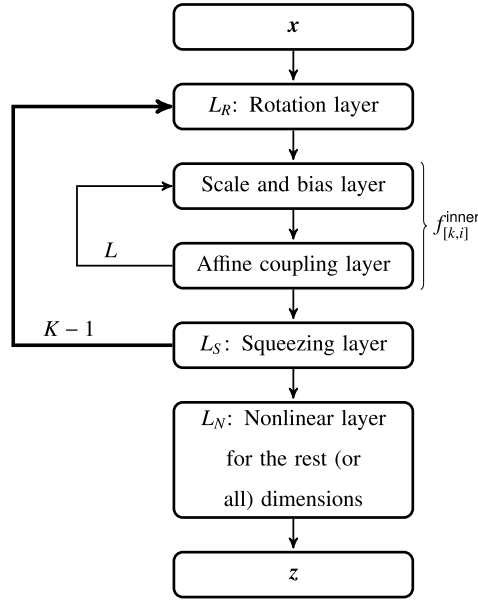 x
L_R: Rotation layer
Scale and bias layer
f^{inner}_{[k,i]}
L
Affine coupling layer
K − 1
L_S: Squeezing layer
L_N: Nonlinear layer
for the rest (or
all) dimensions
z